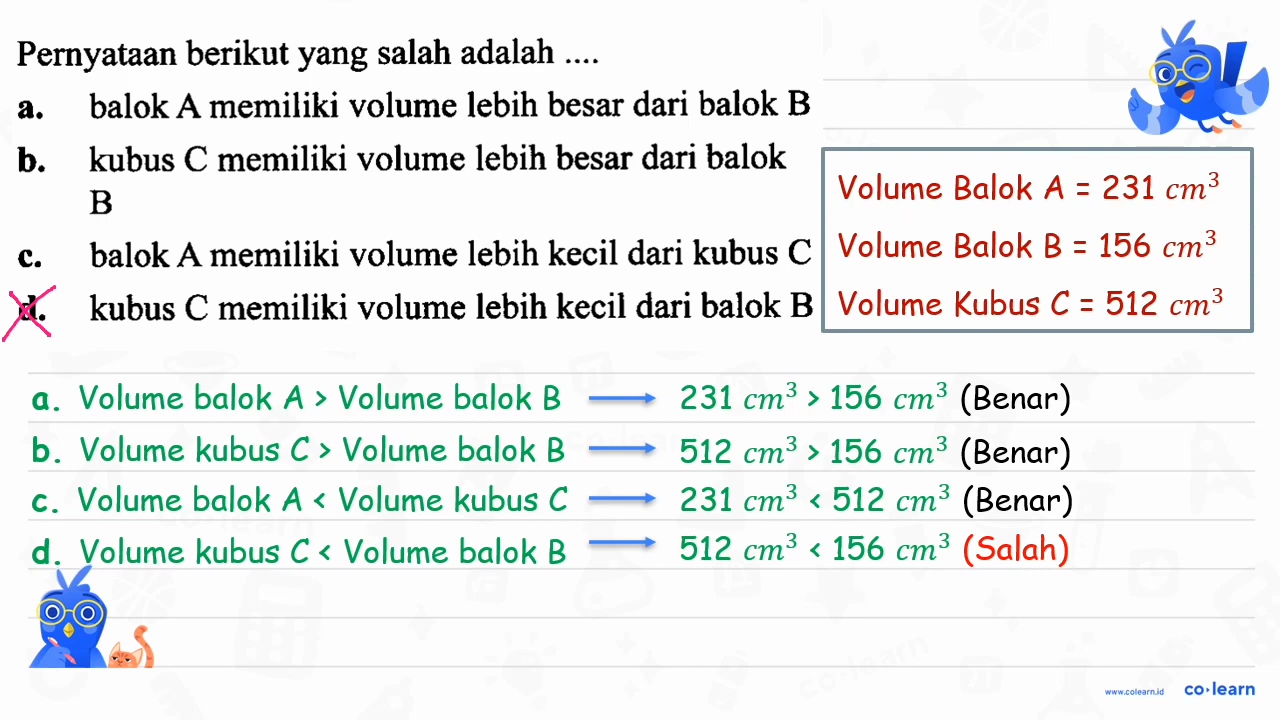 Pernyataan berikut yang salah adalah ....
a. balok A memiliki volume lebih besar dari balok B
b. kubus C memiliki volume lebih besar dari balok
B
c. balok A memiliki volume lebih kecil dari kubus C
d. kubus C memiliki volume lebih kecil dari balok B
Volume Balok A = 231 cm³
Volume Balok B = 156 cm³
Volume Kubus C = 512 cm³
a. Volume balok A > Volume balok B → 231 cm³ > 156 cm³ (Benar)
b. Volume kubus C > Volume balok B → 512 cm³ > 156 cm³ (Benar)
c. Volume balok A < Volume kubus C → 231 cm³ < 512 cm³ (Benar)
d. Volume kubus C < Volume balok B → 512 cm³ < 156 cm³ (Salah)
co·learn
www.colearn.id co·learn